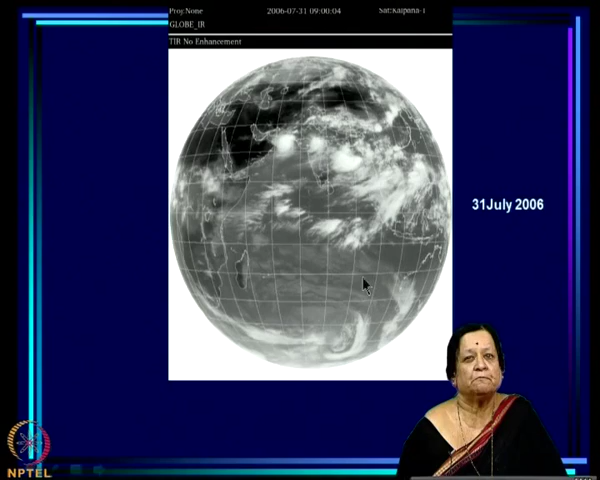 Proj:None 2006-07-31 09:00:04 Sat:Kalpana-1
GLOBE_IR
TIR No Enhancement
31July 2006
NPTEL